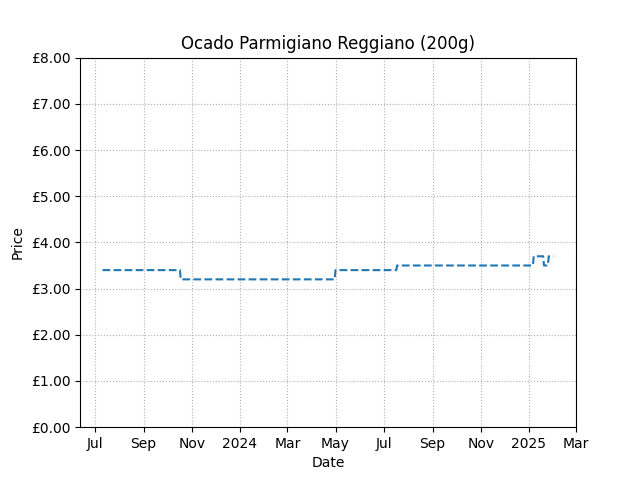 Ocado Parmigiano Reggiano (200g)
£8.00
£7.00
£6.00
£5.00
£4.00
£3.00
£2.00
£1.00
£0.00
Price
Jul Sep Nov 2024 Mar May Jul Sep Nov 2025 Mar
Date